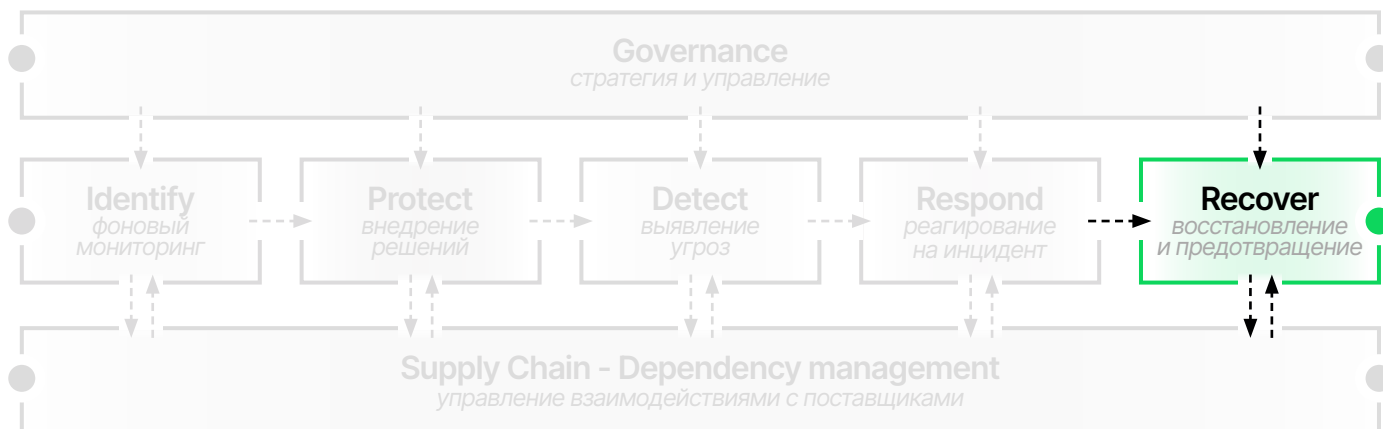 Governance
стратегия и управление
Identify
фоновый
мониторинг
Protect
внедрение
решений
Detect
выявление
угроз
Respond
реагирование
на инцидент
Recover
восстановление
и предотвращение
Supply Chain - Dependency management
управление взаимодействиями с поставщиками